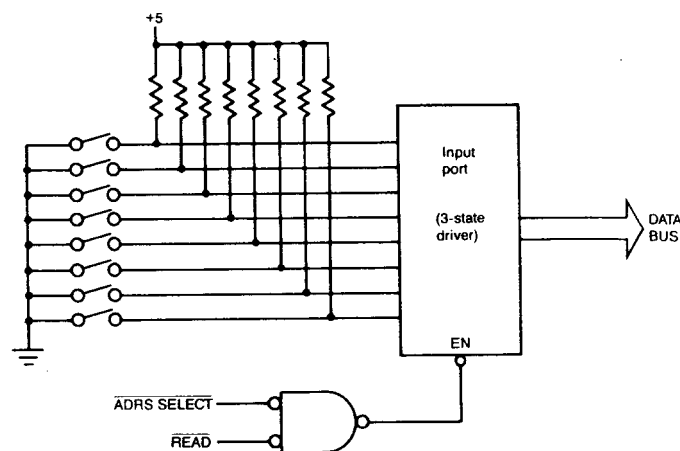 +5
Input
port
(3-state
driver)
DATA
BUS
EN
ADRS SELECT
READ